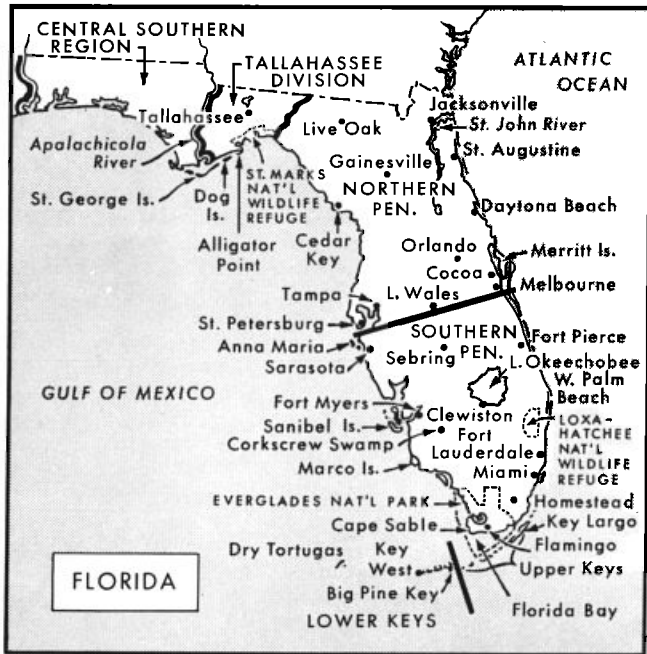 CENTRAL SOUTHERN
REGION
TALLAHASSEE
DIVISION
ATLANTIC
OCEAN
Tallahassee
Live Oak
Jacksonville
St. John River
Apalachicola
River
Gainesville
St. Augustine
St. George Is.
Dog
Is.
ST. MARKS
NAT'L
WILDLIFE
REFUGE
NORTHERN
PEN.
Alligator
Point
Cedar
Key
Daytona Beach
Orlando
Merritt Is.
Cocoa
Melbourne
Tampa
L. Wales
St. Petersburg
Anna Maria
Sarasota
SOUTHERN
PEN.
Sebring
Fort Pierce
L. Okeechobee
W. Palm
Beach
GULF OF MEXICO
Fort Myers
Sanibel Is.
Clewiston
Corkscrew Swamp
Fort
Lauderdale
LOXA-
HATCHEE
NAT'L
WILDLIFE
REFUGE
Marco Is.
Miami
EVERGLADES NAT'L PARK
Homestead
Cape Sable
Key Largo
Flamingo
Dry Tortugas
Key
West
Upper Keys
Big Pine Key
Florida Bay
LOWER KEYS
FLORIDA